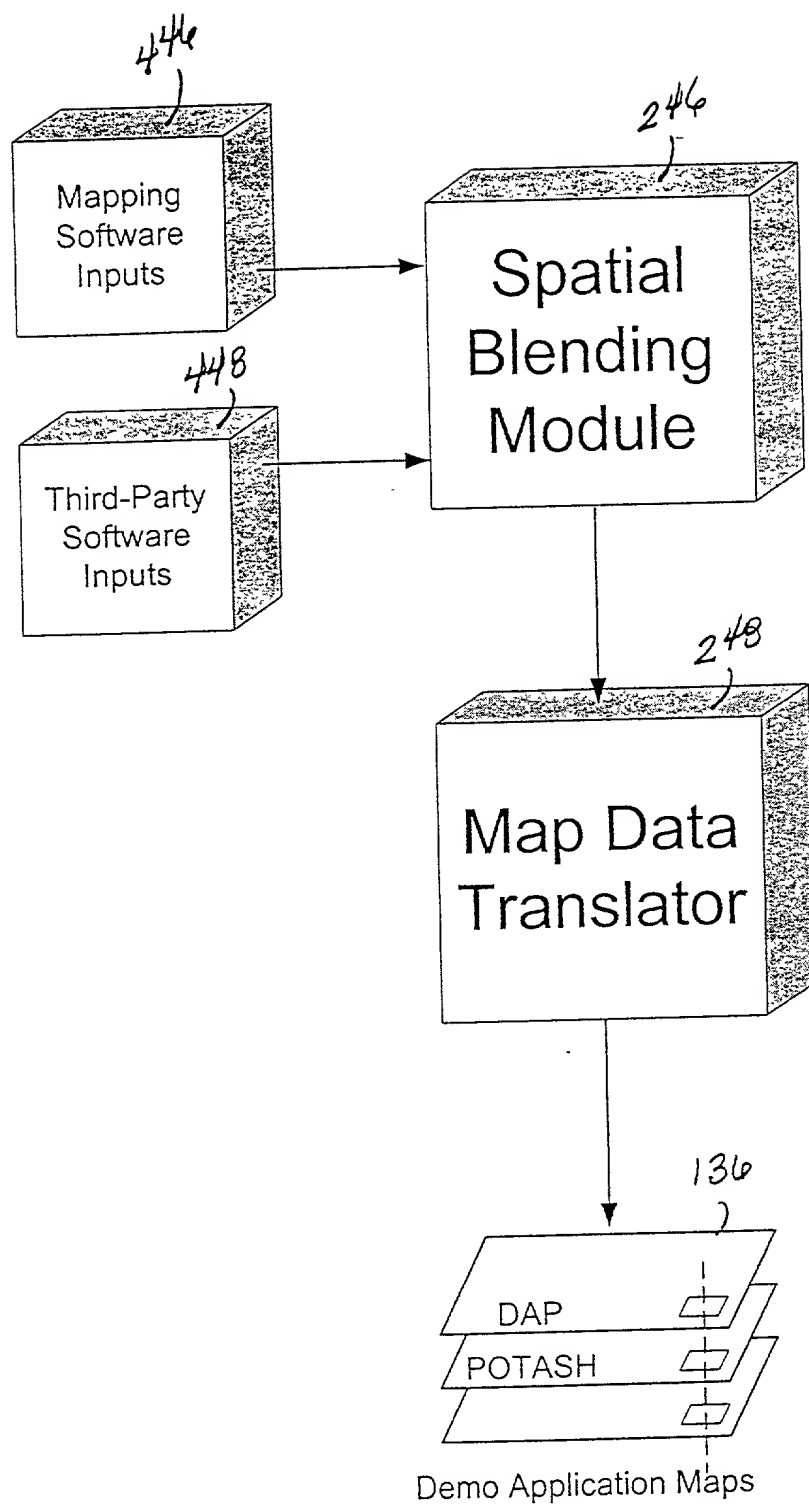 446
Mapping
Software
Inputs
246
Spatial
Blending
Module
448
Third-Party
Software
Inputs
248
Map Data
Translator
136
DAP
POTASH
Demo Application Maps